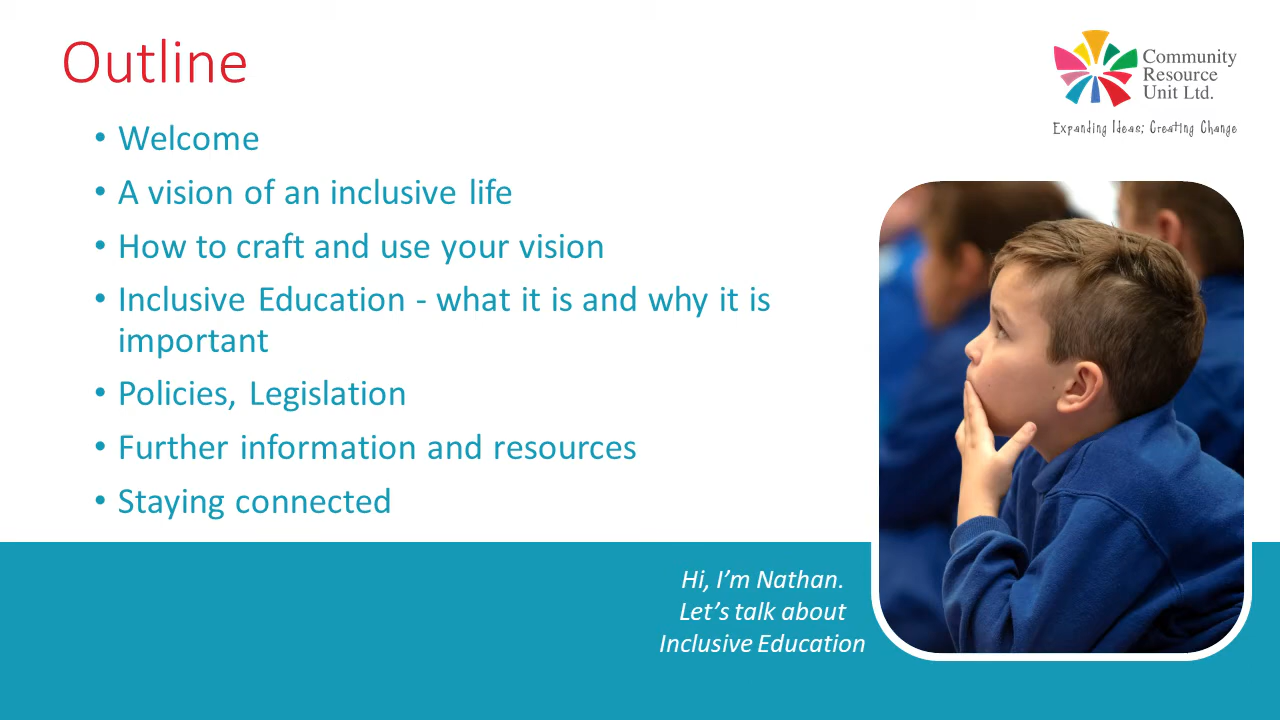 Outline
Community
Resource
Unit Ltd.
Expanding Ideas; Creating Change
• Welcome
• A vision of an inclusive life
• How to craft and use your vision
• Inclusive Education - what it is and why it is
important
• Policies, Legislation
• Further information and resources
• Staying connected
Hi, I’m Nathan.
Let’s talk about
Inclusive Education